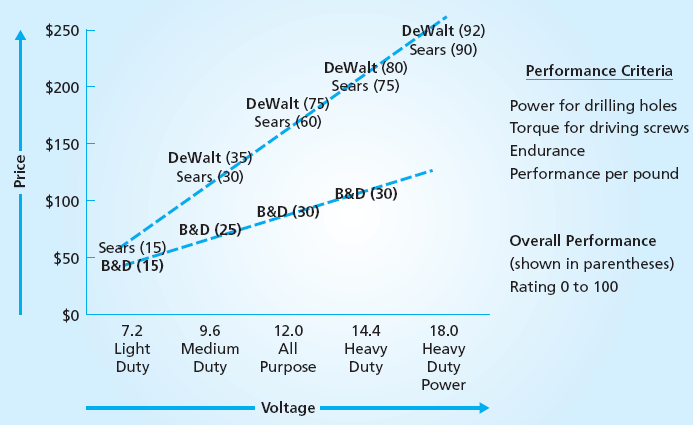 $250
$200
$150
$100
$50
$0
Price
DeWalt (92)
Sears (90)
DeWalt (80)
Sears (75)
DeWalt (75)
Sears (60)
DeWalt (35)
Sears (30)
B&D (30)
B&D (30)
B&D (25)
Sears (15)
B&D (15)
7.2
Light
Duty
9.6
Medium
Duty
12.0
All
Purpose
14.4
Heavy
Duty
18.0
Heavy
Duty
Power
Voltage
Performance Criteria
Power for drilling holes
Torque for driving screws
Endurance
Performance per pound
Overall Performance
(shown in parentheses)
Rating 0 to 100